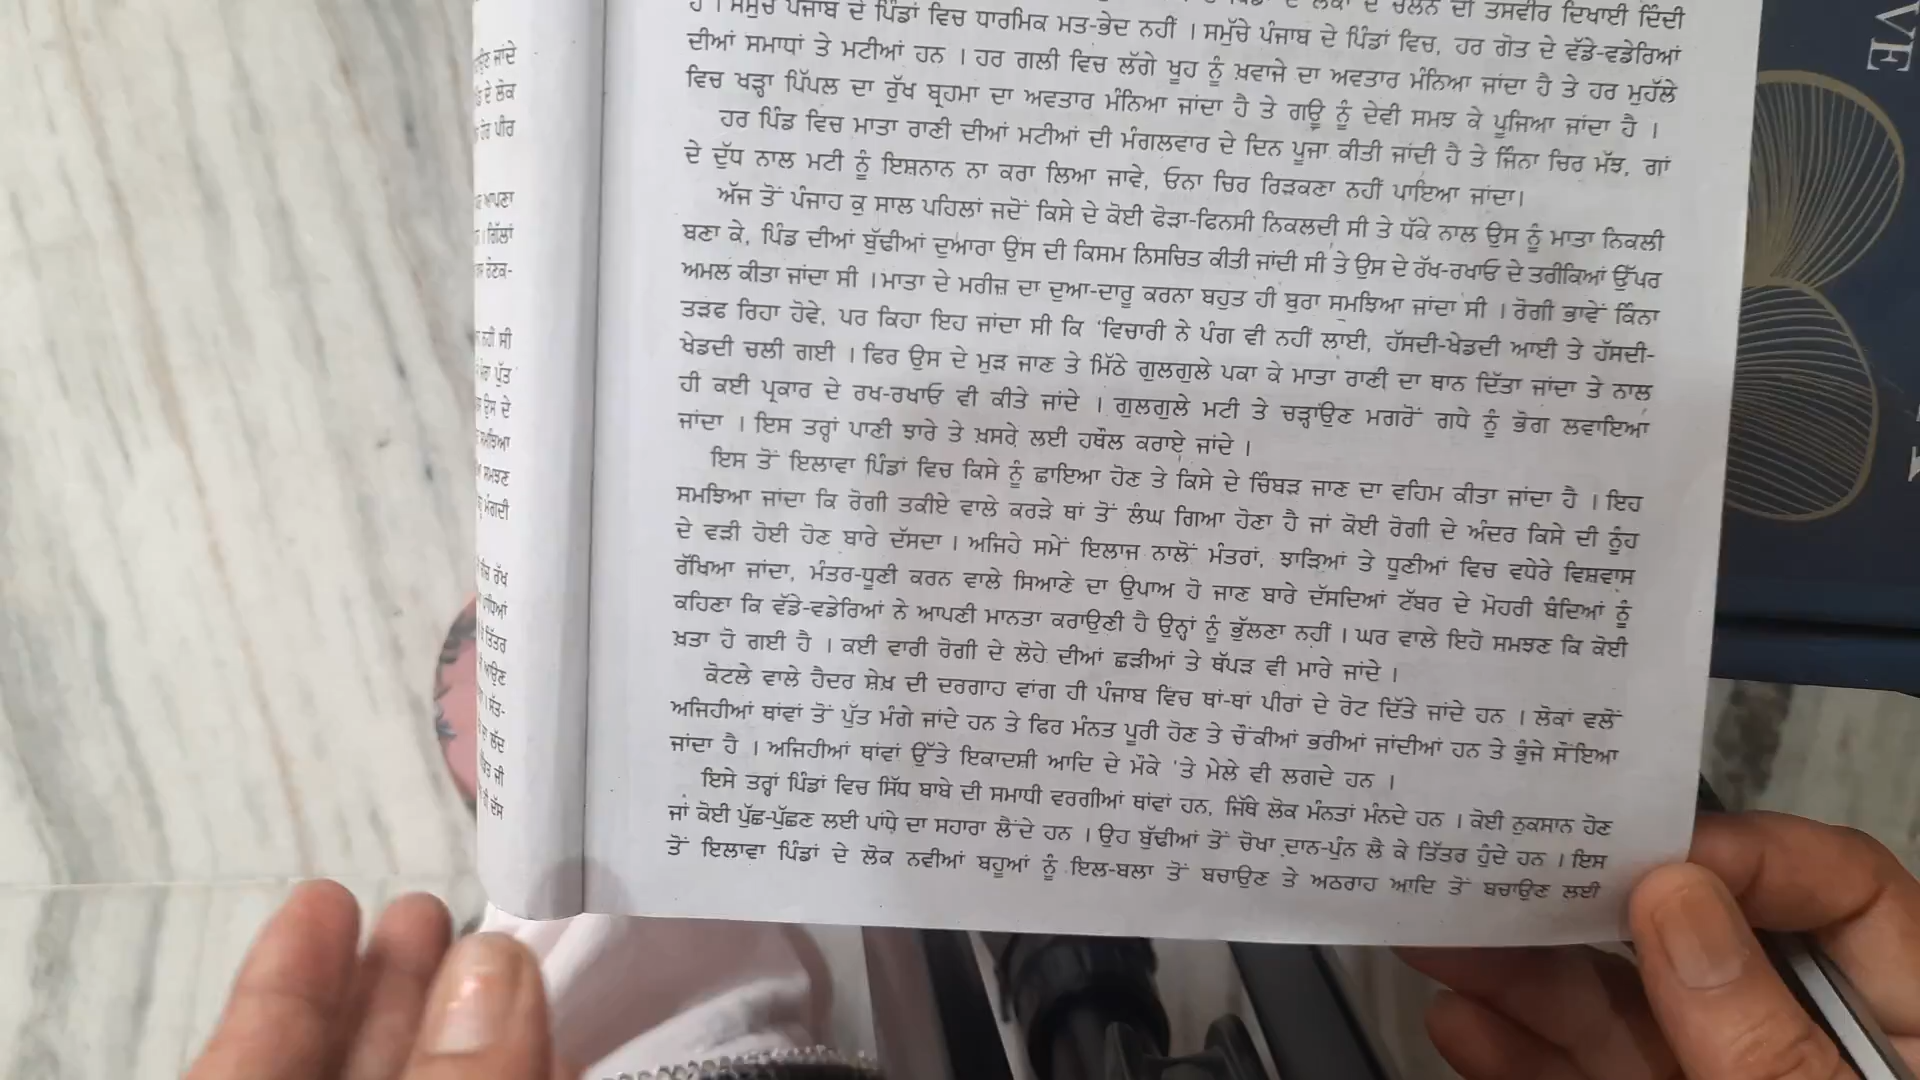 ਹੈ । ਸਮੁੱਚੇ ਪੰਜਾਬ ਦੇ ਪਿੰਡਾਂ ਵਿਚ ਧਾਰਮਿਕ ਮਤ-ਭੇਦ ਨਹੀਂ । ਸਮੁੱਚੇ ਪੰਜਾਬ ਦੇ ਪਿੰਡਾਂ ਵਿਚ, ਹਰ ਗੋਤ ਦੇ ਵੱਡੇ-ਵਡੇਰਿਆਂ
ਦੀਆਂ ਸਮਾਧਾਂ ਤੇ ਮਟੀਆਂ ਹਨ । ਹਰ ਗਲੀ ਵਿਚ ਲੱਗੇ ਖੂਹ ਨੂੰ ਖ਼ਵਾਜੇ ਦਾ ਅਵਤਾਰ ਮੰਨਿਆ ਜਾਂਦਾ ਹੈ ਤੇ ਹਰ ਮੁਹੱਲੇ
ਵਿਚ ਖੜ੍ਹਾ ਪਿੱਪਲ ਦਾ ਰੁੱਖ ਬ੍ਰਹਮਾ ਦਾ ਅਵਤਾਰ ਮੰਨਿਆ ਜਾਂਦਾ ਹੈ ਤੇ ਗਊ ਨੂੰ ਦੇਵੀ ਸਮਝ ਕੇ ਪੂਜਿਆ ਜਾਂਦਾ ਹੈ ।
ਹਰ ਪਿੰਡ ਵਿਚ ਮਾਤਾ ਰਾਣੀ ਦੀਆਂ ਮਟੀਆਂ ਦੀ ਮੰਗਲਵਾਰ ਦੇ ਦਿਨ ਪੂਜਾ ਕੀਤੀ ਜਾਂਦੀ ਹੈ ਤੇ ਜਿੰਨਾ ਚਿਰ ਮੱਝ, ਗਾਂ
ਦੇ ਦੁੱਧ ਨਾਲ ਮਟੀ ਨੂੰ ਇਸ਼ਨਾਨ ਨਾ ਕਰਾ ਲਿਆ ਜਾਵੇ, ਓਨਾ ਚਿਰ ਰਿੜਕਣਾ ਨਹੀਂ ਪਾਇਆ ਜਾਂਦਾ।
ਅੱਜ ਤੋਂ ਪੰਜਾਹ ਕੁ ਸਾਲ ਪਹਿਲਾਂ ਜਦੋਂ ਕਿਸੇ ਦੇ ਕੋਈ ਫੋੜਾ-ਫਿਨਸੀ ਨਿਕਲਦੀ ਸੀ ਤੇ ਧੱਕੇ ਨਾਲ ਉਸ ਨੂੰ ਮਾਤਾ ਨਿਕਲੀ
ਬਣਾ ਕੇ, ਪਿੰਡ ਦੀਆਂ ਬੁੱਢੀਆਂ ਦੁਆਰਾ ਉਸ ਦੀ ਕਿਸਮ ਨਿਸਚਿਤ ਕੀਤੀ ਜਾਂਦੀ ਸੀ ਤੇ ਉਸ ਦੇ ਰੱਖ-ਰਖਾਓ ਦੇ ਤਰੀਕਿਆਂ ਉੱਪਰ
ਅਮਲ ਕੀਤਾ ਜਾਂਦਾ ਸੀ ।ਮਾਤਾ ਦੇ ਮਰੀਜ਼ ਦਾ ਦੁਆ-ਦਾਰੂ ਕਰਨਾ ਬਹੁਤ ਹੀ ਬੁਰਾ ਸਮਝਿਆ ਜਾਂਦਾ ਸੀ । ਰੋਗੀ ਭਾਵੇਂ ਕਿੰਨਾ
ਤੜਫ ਰਿਹਾ ਹੋਵੇ, ਪਰ ਕਿਹਾ ਇਹ ਜਾਂਦਾ ਸੀ ਕਿ 'ਵਿਚਾਰੀ ਨੇ ਪੰਗ ਵੀ ਨਹੀਂ ਲਾਈ, ਹੱਸਦੀ-ਖੇਡਦੀ ਆਈ ਤੇ ਹੱਸਦੀ-
ਖੇਡਦੀ ਚਲੀ ਗਈ । ਫਿਰ ਉਸ ਦੇ ਮੁੜ ਜਾਣ ਤੇ ਮਿੱਠੇ ਗੁਲਗੁਲੇ ਪਕਾ ਕੇ ਮਾਤਾ ਰਾਣੀ ਦਾ ਥਾਨ ਦਿੱਤਾ ਜਾਂਦਾ ਤੇ ਨਾਲ
ਹੀ ਕਈ ਪ੍ਰਕਾਰ ਦੇ ਰਖ-ਰਖਾਓ ਵੀ ਕੀਤੇ ਜਾਂਦੇ । ਗੁਲਗੁਲੇ ਮਟੀ ਤੇ ਚੜ੍ਹਾਂਉਣ ਮਗਰੋਂ ਗਧੇ ਨੂੰ ਭੋਗ ਲਵਾਇਆ
ਜਾਂਦਾ । ਇਸ ਤਰ੍ਹਾਂ ਪਾਣੀ ਝਾਰੇ ਤੇ ਖ਼ਸਰੇ ਲਈ ਹਥੌਲ ਕਰਾਏ ਜਾਂਦੇ ।
ਇਸ ਤੋਂ ਇਲਾਵਾ ਪਿੰਡਾਂ ਵਿਚ ਕਿਸੇ ਨੂੰ ਛਾਇਆ ਹੋਣ ਤੇ ਕਿਸੇ ਦੇ ਚਿੰਬੜ ਜਾਣ ਦਾ ਵਹਿਮ ਕੀਤਾ ਜਾਂਦਾ ਹੈ । ਇਹ
ਸਮਝਿਆ ਜਾਂਦਾ ਕਿ ਰੋਗੀ ਤਕੀਏ ਵਾਲੇ ਕਰੜੇ ਥਾਂ ਤੋਂ ਲੰਘ ਗਿਆ ਹੋਣਾ ਹੈ ਜਾਂ ਕੋਈ ਰੋਗੀ ਦੇ ਅੰਦਰ ਕਿਸੇ ਦੀ ਨੂੰਹ
ਦੇ ਵੜੀ ਹੋਈ ਹੋਣ ਬਾਰੇ ਦੱਸਦਾ । ਅਜਿਹੇ ਸਮੇਂ ਇਲਾਜ ਨਾਲੋਂ ਮੰਤਰਾਂ, ਝਾੜਿਆਂ ਤੇ ਧੂਣੀਆਂ ਵਿਚ ਵਧੇਰੇ ਵਿਸ਼ਵਾਸ
ਰੱਖਿਆ ਜਾਂਦਾ, ਮੰਤਰ-ਧੂਣੀ ਕਰਨ ਵਾਲੇ ਸਿਆਣੇ ਦਾ ਉਪਾਅ ਹੋ ਜਾਣ ਬਾਰੇ ਦੱਸਦਿਆਂ ਟੱਬਰ ਦੇ ਮੋਹਰੀ ਬੰਦਿਆਂ ਨੂੰ
ਕਹਿਣਾ ਕਿ ਵੱਡੇ-ਵਡੇਰਿਆਂ ਨੇ ਆਪਣੀ ਮਾਨਤਾ ਕਰਾਉਣੀ ਹੈ ਉਨ੍ਹਾਂ ਨੂੰ ਭੁੱਲਣਾ ਨਹੀਂ । ਘਰ ਵਾਲੇ ਇਹੋ ਸਮਝਣ ਕਿ ਕੋਈ
ਖ਼ਤਾ ਹੋ ਗਈ ਹੈ । ਕਈ ਵਾਰੀ ਰੋਗੀ ਦੇ ਲੋਹੇ ਦੀਆਂ ਛੜੀਆਂ ਤੇ ਥੱਪੜ ਵੀ ਮਾਰੇ ਜਾਂਦੇ ।
ਕੋਟਲੇ ਵਾਲੇ ਹੈਦਰ ਸ਼ੇਖ਼ ਦੀ ਦਰਗਾਹ ਵਾਂਗ ਹੀ ਪੰਜਾਬ ਵਿਚ ਥਾਂ-ਥਾਂ ਪੀਰਾਂ ਦੇ ਰੋਟ ਦਿੱਤੇ ਜਾਂਦੇ ਹਨ । ਲੋਕਾਂ ਵਲੋਂ
ਅਜਿਹੀਆਂ ਥਾਂਵਾਂ ਤੋਂ ਪੁੱਤ ਮੰਗੇ ਜਾਂਦੇ ਹਨ ਤੇ ਫਿਰ ਮੰਨਤ ਪੂਰੀ ਹੋਣ ਤੇ ਚੌਂਕੀਆਂ ਭਰੀਆਂ ਜਾਂਦੀਆਂ ਹਨ ਤੇ ਭੁੰਜੇ ਸੌਂਇਆ
ਜਾਂਦਾ ਹੈ । ਅਜਿਹੀਆਂ ਥਾਂਵਾਂ ਉੱਤੇ ਇਕਾਦਸ਼ੀ ਆਦਿ ਦੇ ਮੌਕੇ 'ਤੇ ਮੇਲੇ ਵੀ ਲਗਦੇ ਹਨ ।
ਇਸੇ ਤਰ੍ਹਾਂ ਪਿੰਡਾਂ ਵਿਚ ਸਿੱਧ ਬਾਬੇ ਦੀ ਸਮਾਧੀ ਵਰਗੀਆਂ ਥਾਂਵਾਂ ਹਨ, ਜਿੱਥੇ ਲੋਕ ਮੰਨਤਾਂ ਮੰਨਦੇ ਹਨ । ਕੋਈ ਨੁਕਸਾਨ ਹੋਣ
ਜਾਂ ਕੋਈ ਪੁੱਛ-ਪੁੱਛਣ ਲਈ ਪਾਂਧੇ ਦਾ ਸਹਾਰਾ ਲੈਂਦੇ ਹਨ । ਉਹ ਬੁੱਢੀਆਂ ਤੋਂ ਚੋਖਾ ਦਾਨ-ਪੁੰਨ ਲੈ ਕੇ ਤਿੱਤਰ ਹੁੰਦੇ ਹਨ । ਇਸ
ਤੋਂ ਇਲਾਵਾ ਪਿੰਡਾਂ ਦੇ ਲੋਕ ਨਵੀਆਂ ਬਹੂਆਂ ਨੂੰ ਇਲ-ਬਲਾ ਤੋਂ ਬਚਾਉਣ ਤੇ ਅਠਰਾਹ ਆਦਿ ਤੋਂ ਬਚਾਉਣ ਲਈ